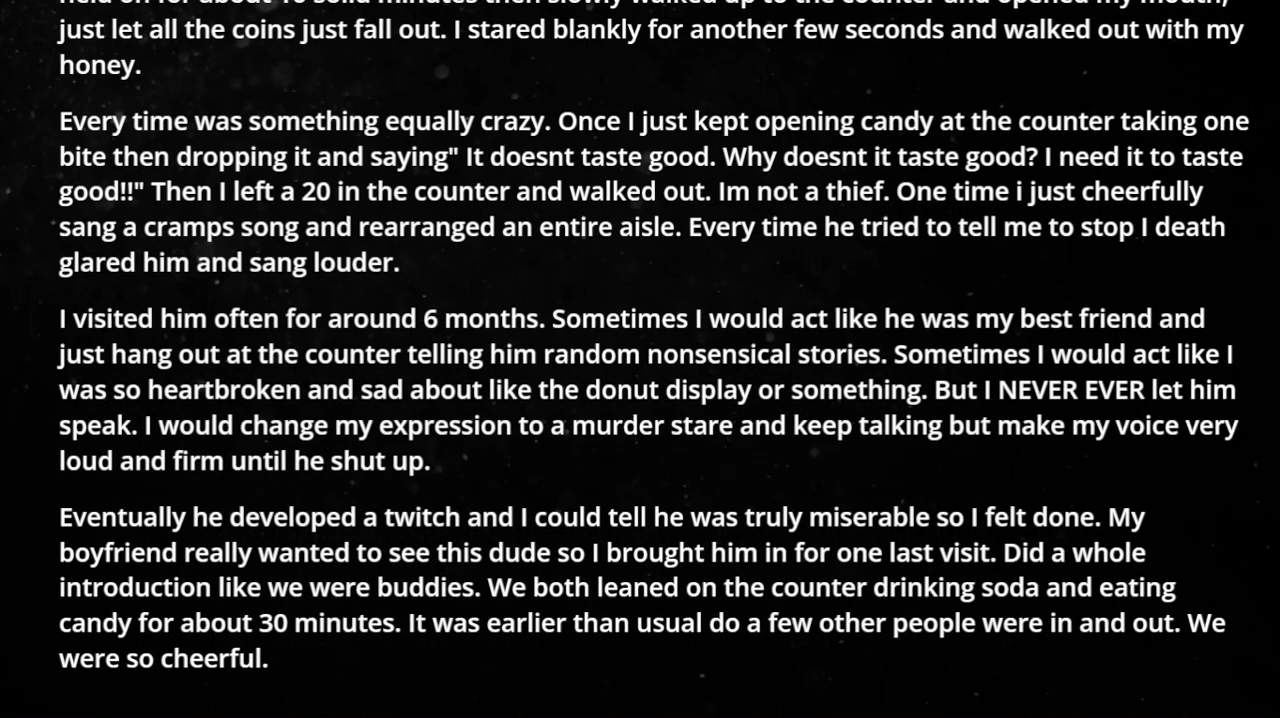 just let all the coins just fall out. I stared blankly for another few seconds and walked out with my
honey.
Every time was something equally crazy. Once I just kept opening candy at the counter taking one
bite then dropping it and saying" It doesnt taste good. Why doesnt it taste good? I need it to taste
good!!" Then I left a 20 in the counter and walked out. Im not a thief. One time i just cheerfully
sang a cramps song and rearranged an entire aisle. Every time he tried to tell me to stop I death
glared him and sang louder.
I visited him often for around 6 months. Sometimes I would act like he was my best friend and
just hang out at the counter telling him random nonsensical stories. Sometimes I would act like I
was so heartbroken and sad about like the donut display or something. But I NEVER EVER let him
speak. I would change my expression to a murder stare and keep talking but make my voice very
loud and firm until he shut up.
Eventually he developed a twitch and I could tell he was truly miserable so I felt done. My
boyfriend really wanted to see this dude so I brought him in for one last visit. Did a whole
introduction like we were buddies. We both leaned on the counter drinking soda and eating
candy for about 30 minutes. It was earlier than usual do a few other people were in and out. We
were so cheerful.